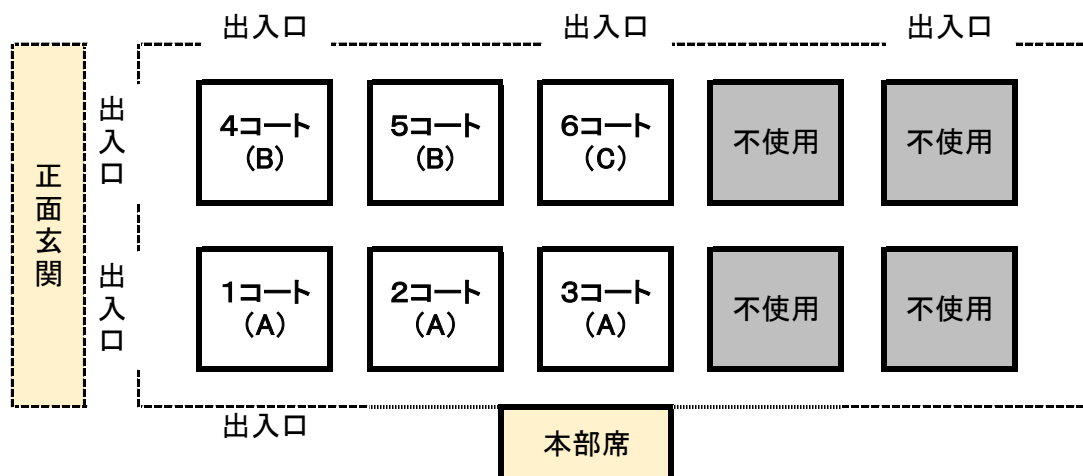 出入口
出入口
出入口
出入口
4コート
(B)
5コート
(B)
6コート
(C)
不使用
不使用
正面玄関
出入口
1コート
(A)
2コート
(A)
3コート
(A)
不使用
不使用
出入口
本部席